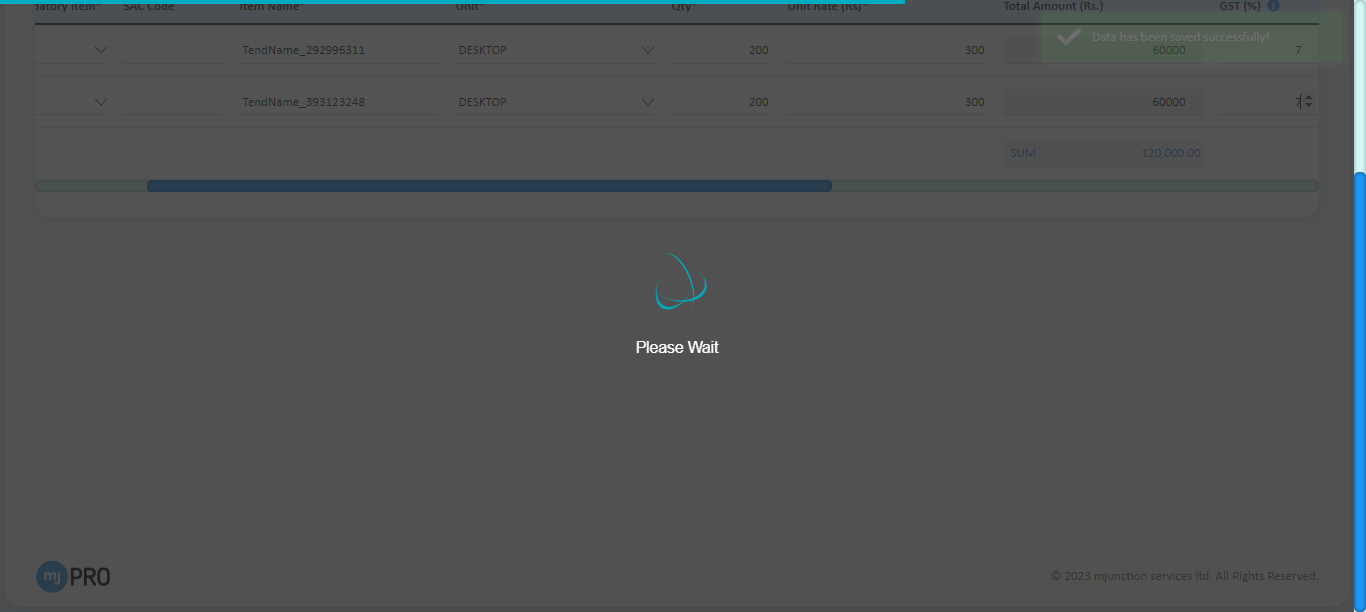 atory Item* SAC Code Item Name* Unit* Qty* Unit Rate (Rs)* Total Amount (Rs.) GST (%) i
Data has been saved successfully!
TendName_292996311 DESKTOP 200 300 60000 7
TendName_393123248 DESKTOP 200 300 60000 7
SUM 120,000.00
Please Wait
mj PRO
© 2023 mjunction services ltd. All Rights Reserved.